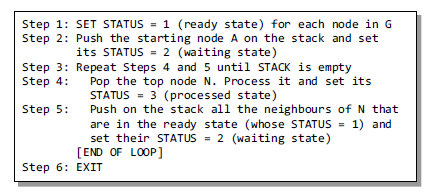 Step 1: SET STATUS = 1 (ready state) for each node in G
Step 2: Push the starting node A on the stack and set
its STATUS = 2 (waiting state)
Step 3: Repeat Steps 4 and 5 until STACK is empty
Step 4: Pop the top node N. Process it and set its
STATUS = 3 (processed state)
Step 5: Push on the stack all the neighbours of N that
are in the ready state (whose STATUS = 1) and
set their STATUS = 2 (waiting state)
[END OF LOOP]
Step 6: EXIT